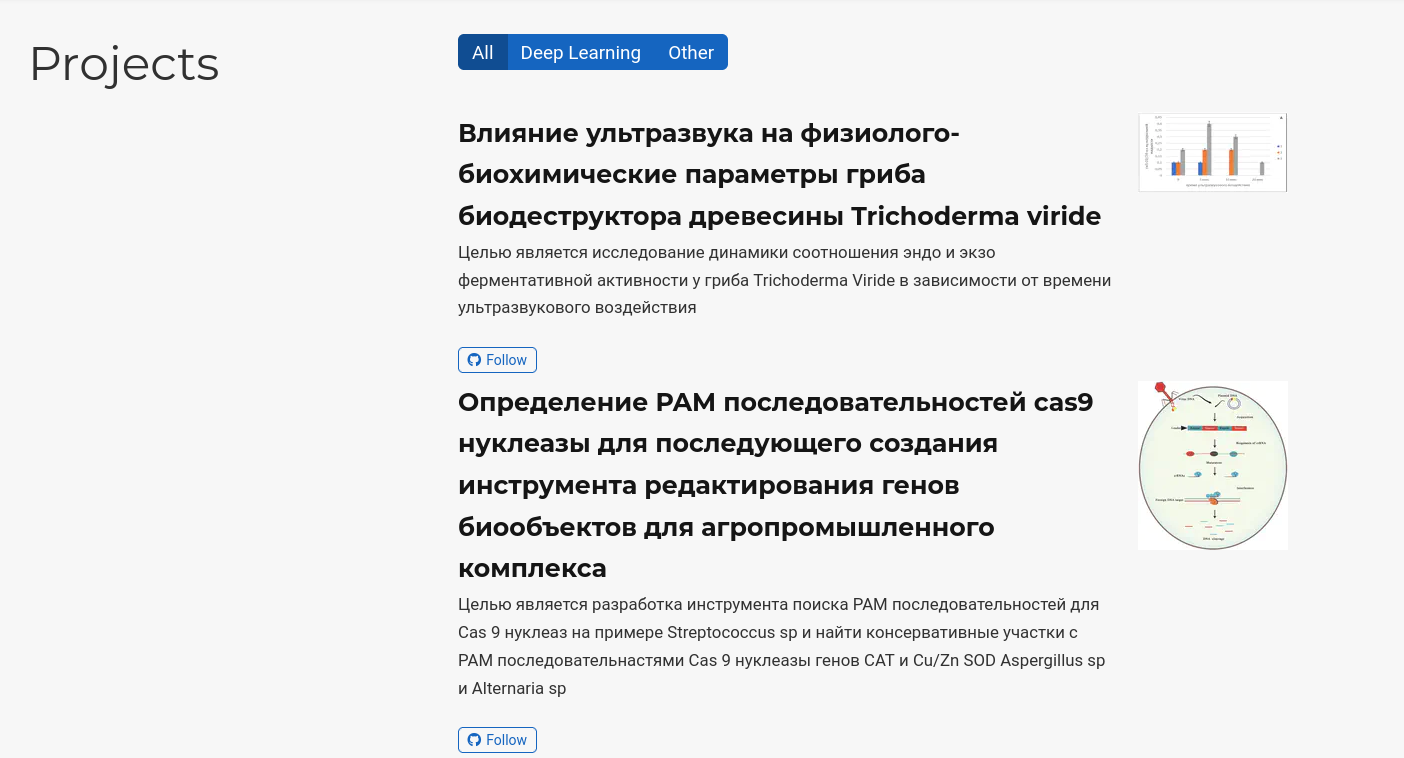 Projects
All Deep Learning Other
Влияние ультразвука на физиолого-
биохимические параметры гриба
биодеструктора древесины Trichoderma viride
Целью является исследование динамики соотношения эндо и экзо
ферментативной активности у гриба Trichoderma Viride в зависимости от времени
ультразвукового воздействия
Follow
Определение PAM последовательностей cas9
нуклеазы для последующего создания
инструмента редактирования генов
биообъектов для агропромышленного
комплекса
Целью является разработка инструмента поиска PAM последовательностей для
Cas 9 нуклеаз на примере Streptococcus sp и найти консервативные участки с
PAM последовательнастями Cas 9 нуклеазы генов CAT и Cu/Zn SOD Aspergillus sp
и Alternaria sp
Follow